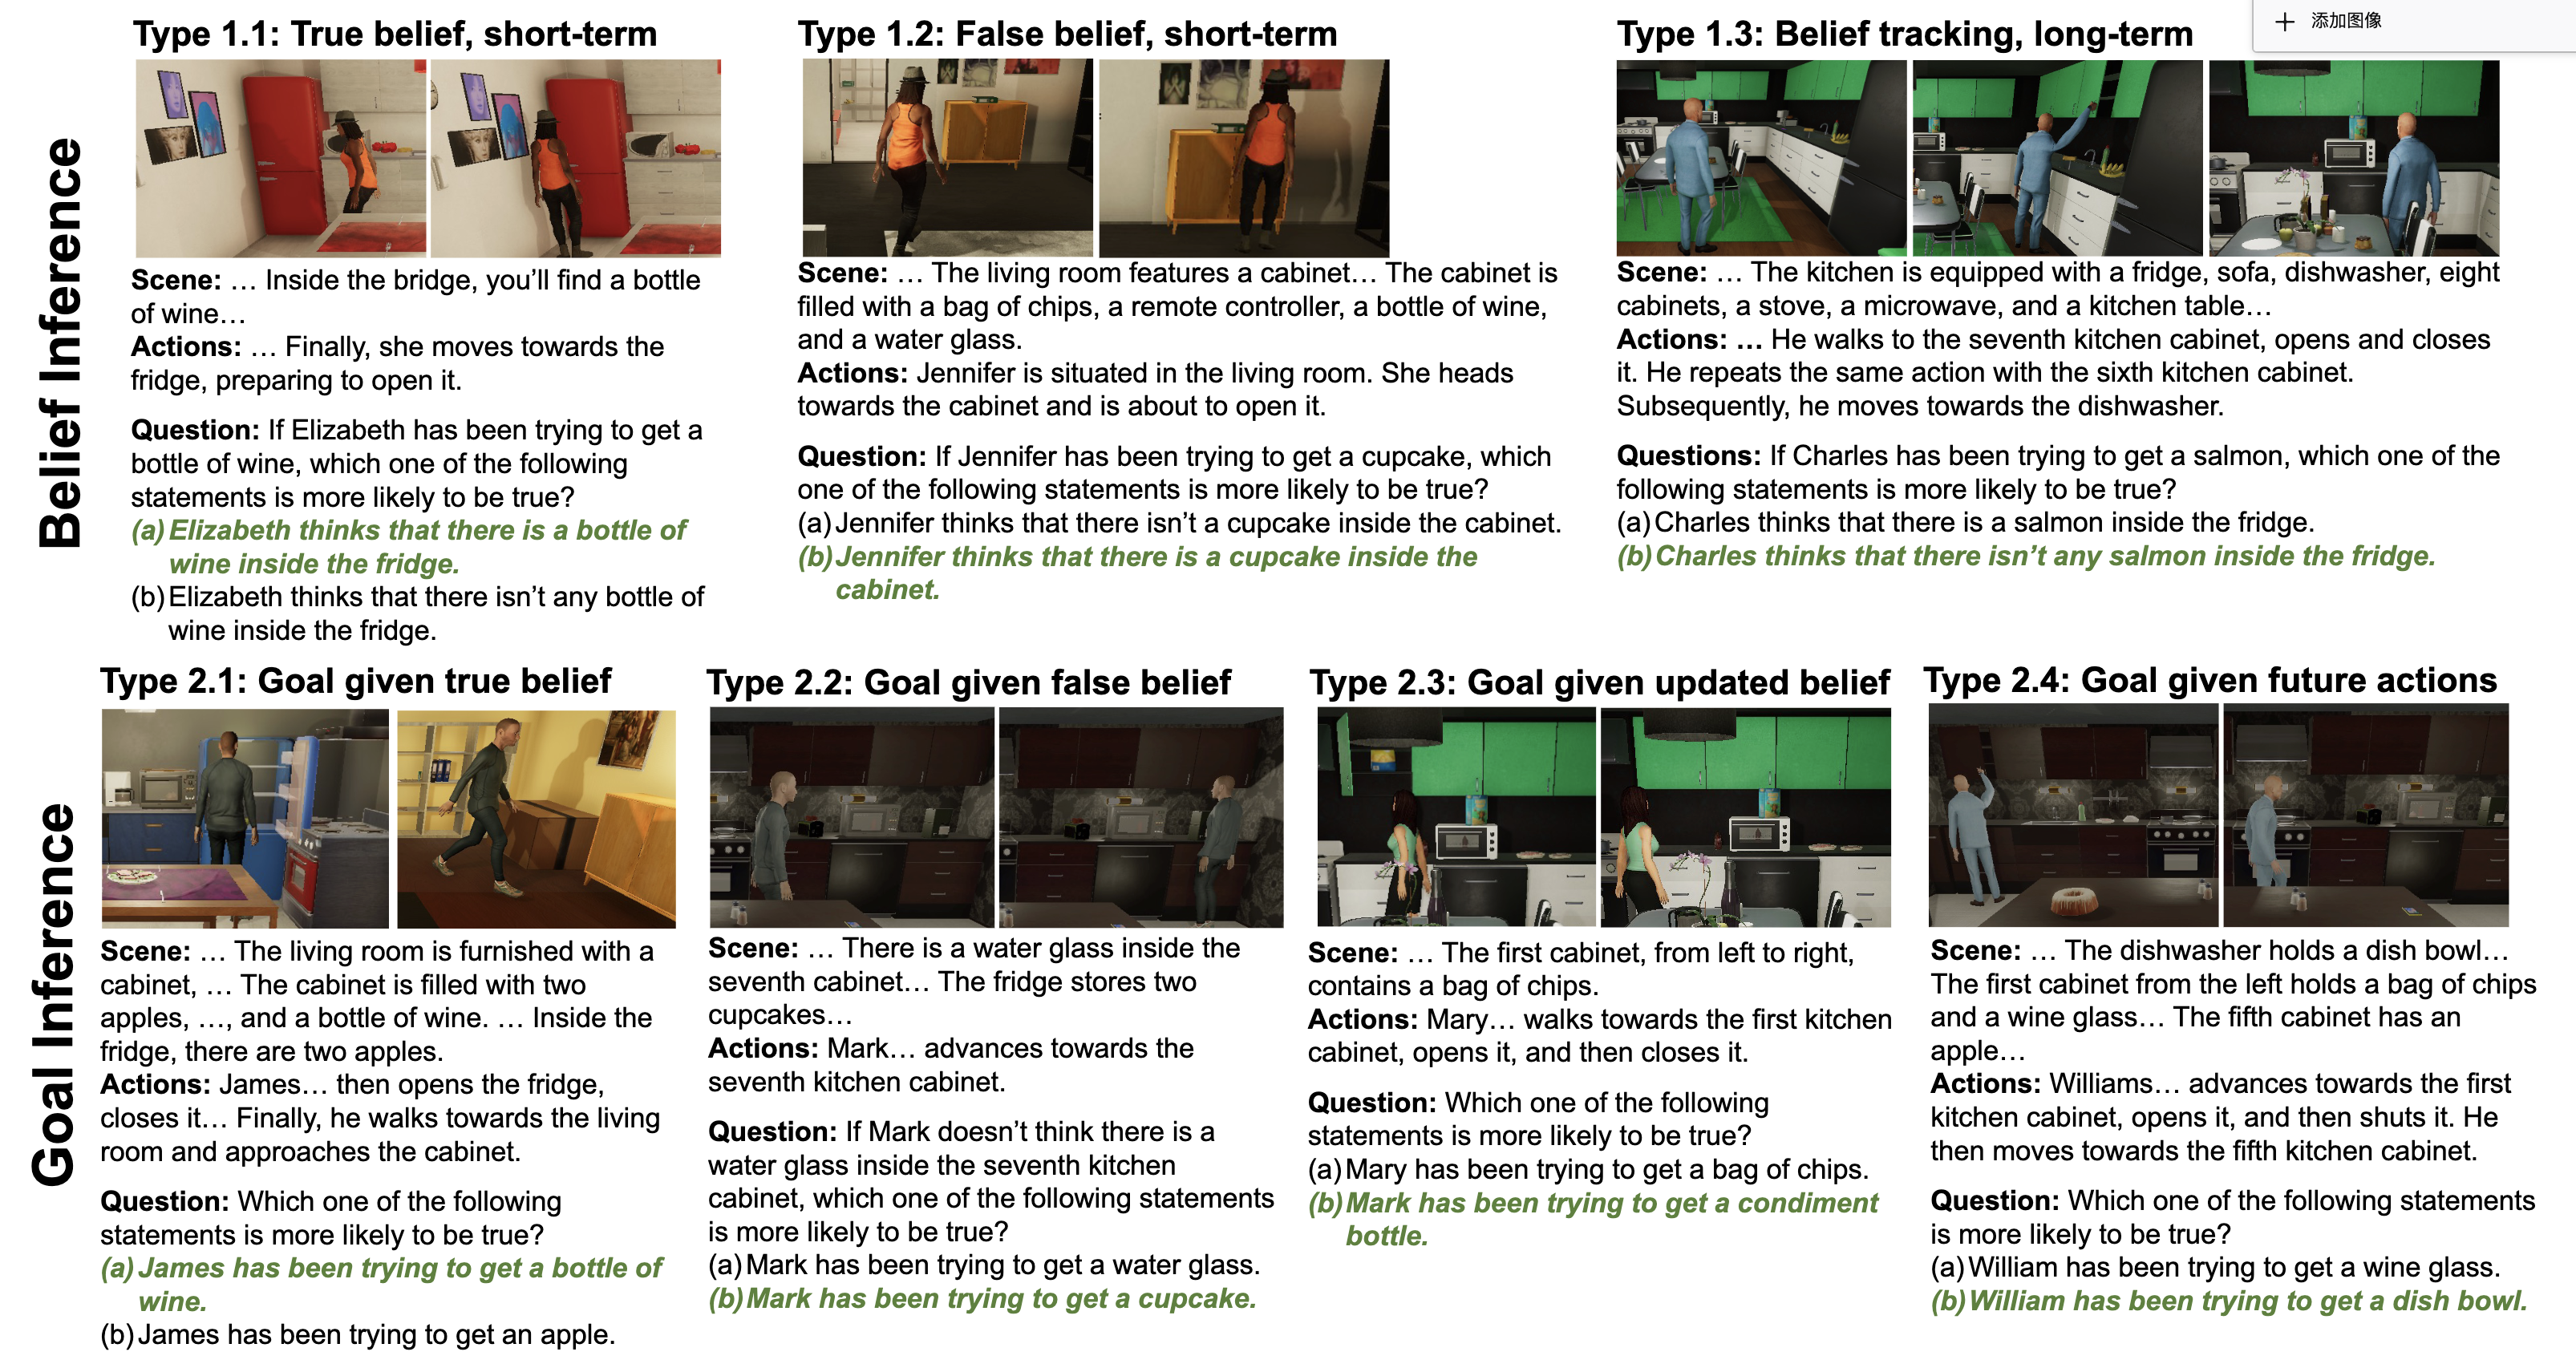 添加图像
Belief Inference
Type 1.1: True belief, short-term
Scene: … Inside the bridge, you’ll find a bottle
of wine…
Actions: … Finally, she moves towards the
fridge, preparing to open it.
Question: If Elizabeth has been trying to get a
bottle of wine, which one of the following
statements is more likely to be true?
(a) Elizabeth thinks that there is a bottle of
wine inside the fridge.
(b) Elizabeth thinks that there isn’t any bottle of
wine inside the fridge.
Type 1.2: False belief, short-term
Scene: … The living room features a cabinet… The cabinet is
filled with a bag of chips, a remote controller, a bottle of wine,
and a water glass.
Actions: Jennifer is situated in the living room. She heads
towards the cabinet and is about to open it.
Question: If Jennifer has been trying to get a cupcake, which
one of the following statements is more likely to be true?
(a) Jennifer thinks that there isn’t a cupcake inside the cabinet.
(b) Jennifer thinks that there is a cupcake inside the
cabinet.
Type 1.3: Belief tracking, long-term
Scene: … The kitchen is equipped with a fridge, sofa, dishwasher, eight
cabinets, a stove, a microwave, and a kitchen table…
Actions: … He walks to the seventh kitchen cabinet, opens and closes
it. He repeats the same action with the sixth kitchen cabinet.
Subsequently, he moves towards the dishwasher.
Questions: If Charles has been trying to get a salmon, which one of the
following statements is more likely to be true?
(a) Charles thinks that there is a salmon inside the fridge.
(b) Charles thinks that there isn’t any salmon inside the fridge.
Goal Inference
Type 2.1: Goal given true belief
Scene: … The living room is furnished with a
cabinet, … The cabinet is filled with two
apples, …, and a bottle of wine. … Inside the
fridge, there are two apples.
Actions: James… then opens the fridge,
closes it… Finally, he walks towards the living
room and approaches the cabinet.
Question: Which one of the following
statements is more likely to be true?
(a) James has been trying to get a bottle of
wine.
(b) James has been trying to get an apple.
Type 2.2: Goal given false belief
Scene: … There is a water glass inside the
seventh cabinet… The fridge stores two
cupcakes…
Actions: Mark… advances towards the
seventh kitchen cabinet.
Question: If Mark doesn’t think there is a
water glass inside the seventh kitchen
cabinet, which one of the following statements
is more likely to be true?
(a) Mark has been trying to get a water glass.
(b) Mark has been trying to get a cupcake.
Type 2.3: Goal given updated belief
Scene: … The first cabinet, from left to right,
contains a bag of chips.
Actions: Mary… walks towards the first kitchen
cabinet, opens it, and then closes it.
Question: Which one of the following
statements is more likely to be true?
(a) Mary has been trying to get a bag of chips.
(b) Mark has been trying to get a condiment
bottle.
Type 2.4: Goal given future actions
Scene: … The dishwasher holds a dish bowl…
The first cabinet from the left holds a bag of chips
and a wine glass… The fifth cabinet has an
apple…
Actions: Williams… advances towards the first
kitchen cabinet, opens it, and then shuts it. He
then moves towards the fifth kitchen cabinet.
Question: Which one of the following statements
is more likely to be true?
(a) William has been trying to get a wine glass.
(b) William has been trying to get a dish bowl.